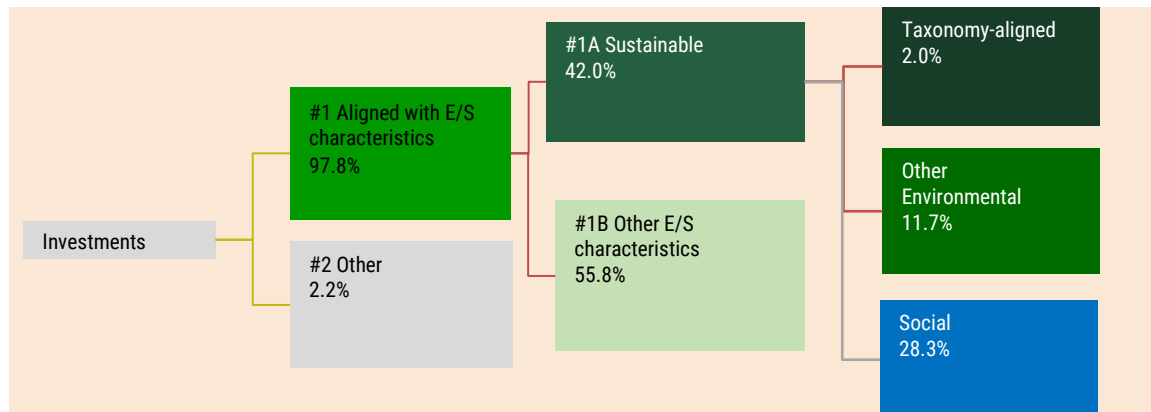 Investments
#1 Aligned with E/S
characteristics
97.8%
#2 Other
2.2%
#1A Sustainable
42.0%
#1B Other E/S
characteristics
55.8%
Taxonomy-aligned
2.0%
Other
Environmental
11.7%
Social
28.3%